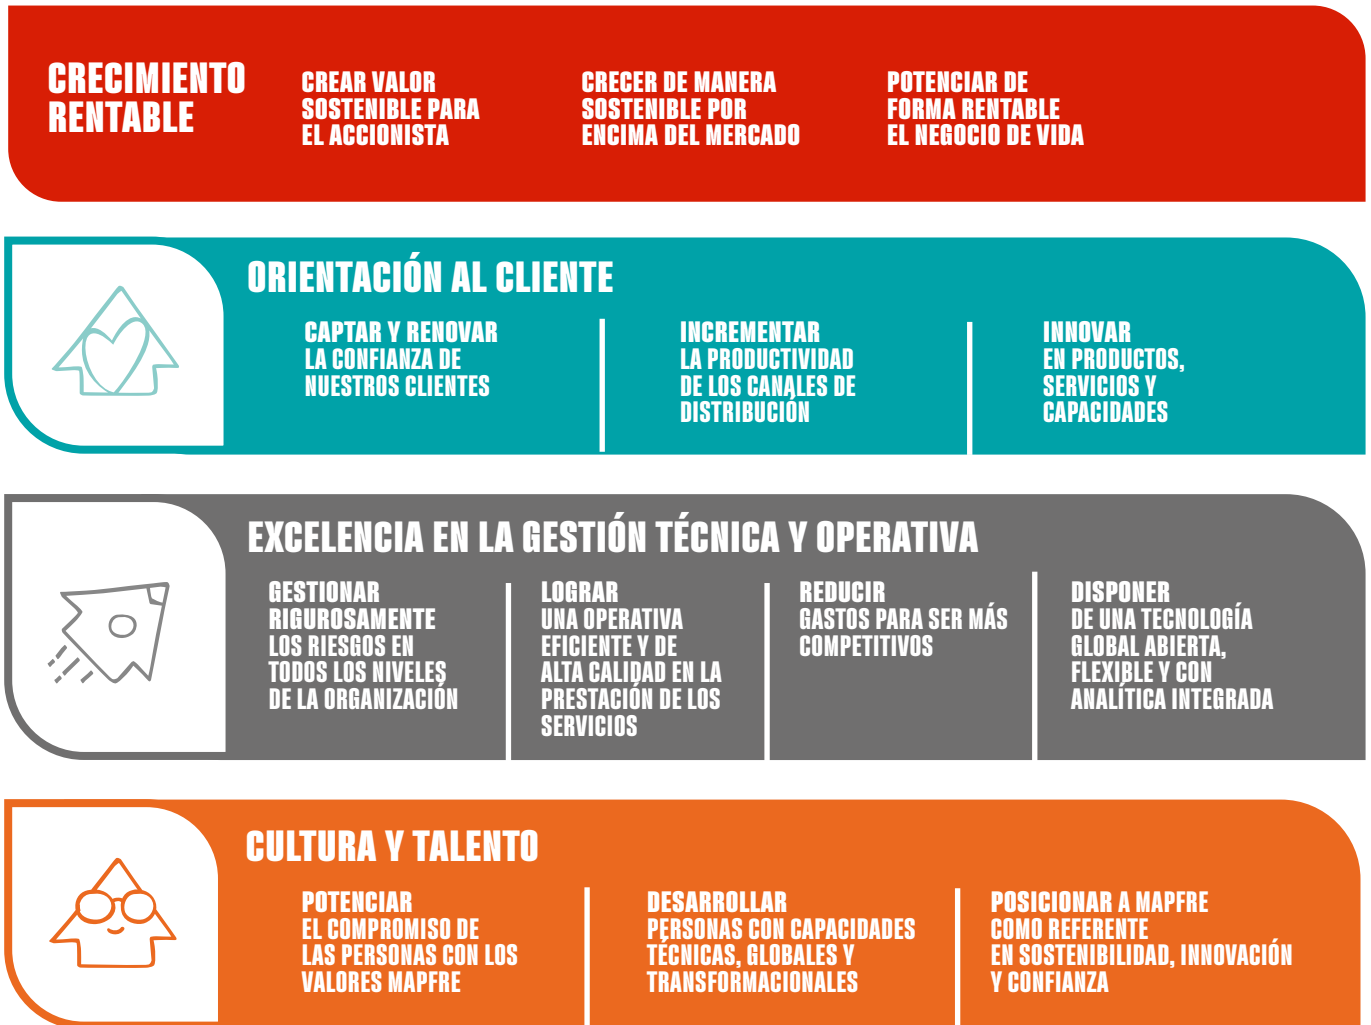 CRECIMIENTO
RENTABLE
CREAR VALOR
SOSTENIBLE PARA
EL ACCIONISTA
CRECER DE MANERA
SOSTENIBLE POR
ENCIMA DEL MERCADO
POTENCIAR DE
FORMA RENTABLE
EL NEGOCIO DE VIDA
ORIENTACIÓN AL CLIENTE
CAPTAR Y RENOVAR
LA CONFIANZA DE
NUESTROS CLIENTES
INCREMENTAR
LA PRODUCTIVIDAD
DE LOS CANALES DE
DISTRIBUCIÓN
INNOVAR
EN PRODUCTOS,
SERVICIOS Y
CAPACIDADES
EXCELENCIA EN LA GESTIÓN TÉCNICA Y OPERATIVA
GESTIONAR
RIGUROSAMENTE
LOS RIESGOS EN
TODOS LOS NIVELES
DE LA ORGANIZACIÓN
LOGRAR
UNA OPERATIVA
EFICIENTE Y DE
ALTA CALIDAD EN LA
PRESTACIÓN DE LOS
SERVICIOS
REDUCIR
GASTOS PARA SER MÁS
COMPETITIVOS
DISPONER
DE UNA TECNOLOGÍA
GLOBAL ABIERTA,
FLEXIBLE Y CON
ANALÍTICA INTEGRADA
CULTURA Y TALENTO
POTENCIAR
EL COMPROMISO DE
LAS PERSONAS CON LOS
VALORES MAPFRE
DESARROLLAR
PERSONAS CON CAPACIDADES
TÉCNICAS, GLOBALES Y
TRANSFORMACIONALES
POSICIONAR A MAPFRE
COMO REFERENTE
EN SOSTENIBILIDAD, INNOVACIÓN
Y CONFIANZA